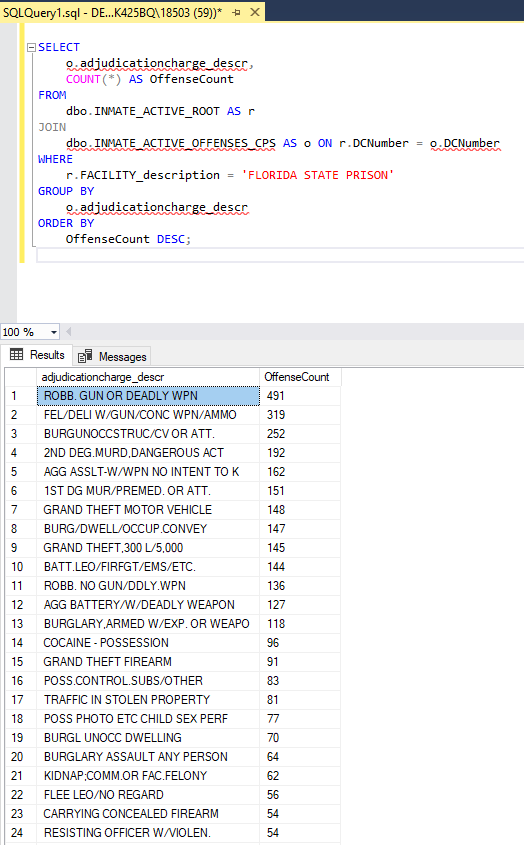 SQLQuery1.sql - DE...K425BQ\18503 (59))*
SELECT
o.adjudicationcharge_descr,
COUNT(*) AS OffenseCount
FROM
dbo.INMATE_ACTIVE_ROOT AS r
JOIN
dbo.INMATE_ACTIVE_OFFENSES_CPS AS o ON r.DCNumber = o.DCNumber
WHERE
r.FACILITY_description = 'FLORIDA STATE PRISON'
GROUP BY
o.adjudicationcharge_descr
ORDER BY
OffenseCount DESC;
100 %
Results Messages
adjudicationcharge_descr OffenseCount
1 ROBB. GUN OR DEADLY WPN 491
2 FEL/DELI W/GUN/CONC WPN/AMMO 319
3 BURGUNOCCSTRUC/CV OR ATT. 252
4 2ND DEG.MURD,DANGEROUS ACT 192
5 AGG ASSLT-W/WPN NO INTENT TO K 162
6 1ST DG MUR/PREMED. OR ATT. 151
7 GRAND THEFT MOTOR VEHICLE 148
8 BURG/DWELL/OCCUP.CONVEY 147
9 GRAND THEFT,300 L/5,000 145
10 BATT.LEO/FIRFGT/EMS/ETC. 144
11 ROBB. NO GUN/DDLY.WPN 136
12 AGG BATTERY/W/DEADLY WEAPON 127
13 BURGLARY,ARMED W/EXP. OR WEAPO 118
14 COCAINE - POSSESSION 96
15 GRAND THEFT FIREARM 91
16 POSS.CONTROL.SUBS/OTHER 83
17 TRAFFIC IN STOLEN PROPERTY 81
18 POSS PHOTO ETC CHILD SEX PERF 77
19 BURGL UNOCC DWELLING 70
20 BURGLARY ASSAULT ANY PERSON 64
21 KIDNAP;COMM.OR FAC.FELONY 62
22 FLEE LEO/NO REGARD 56
23 CARRYING CONCEALED FIREARM 54
24 RESISTING OFFICER W/VIOLEN. 54